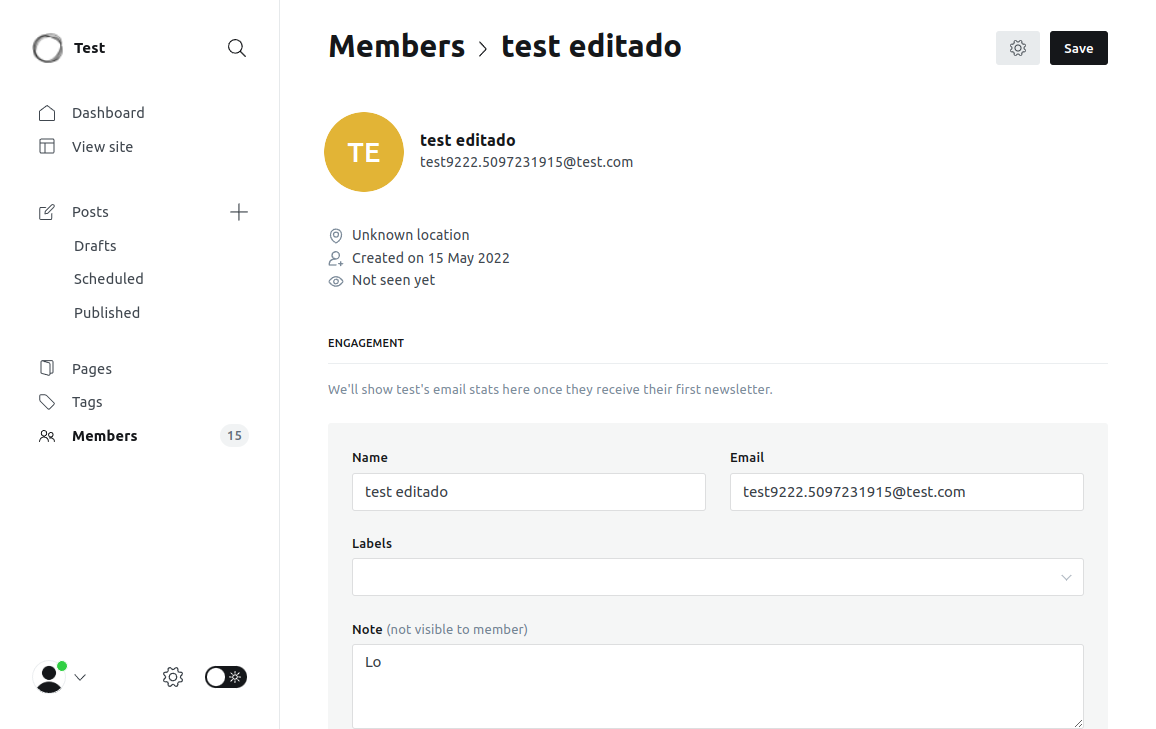 Test
Dashboard
View site
Posts
Drafts
Scheduled
Published
Pages
Tags
Members 15
Members > test editado
Save
TE
test editado
test9222.5097231915@test.com
Unknown location
Created on 15 May 2022
Not seen yet
ENGAGEMENT
We'll show test's email stats here once they receive their first newsletter.
Name
test editado
Email
test9222.5097231915@test.com
Labels
Note (not visible to member)
Lo